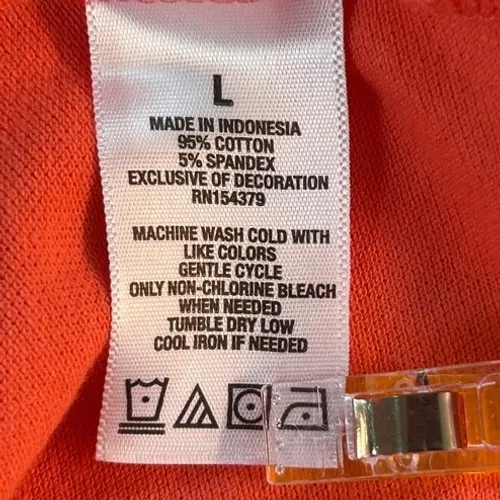 L
MADE IN INDONESIA
95% COTTON
5% SPANDEX
EXCLUSIVE OF DECORATION
RN154379
MACHINE WASH COLD WITH
LIKE COLORS
GENTLE CYCLE
ONLY NON-CHLORINE BLEACH
WHEN NEEDED
TUMBLE DRY LOW
COOL IRON IF NEEDED